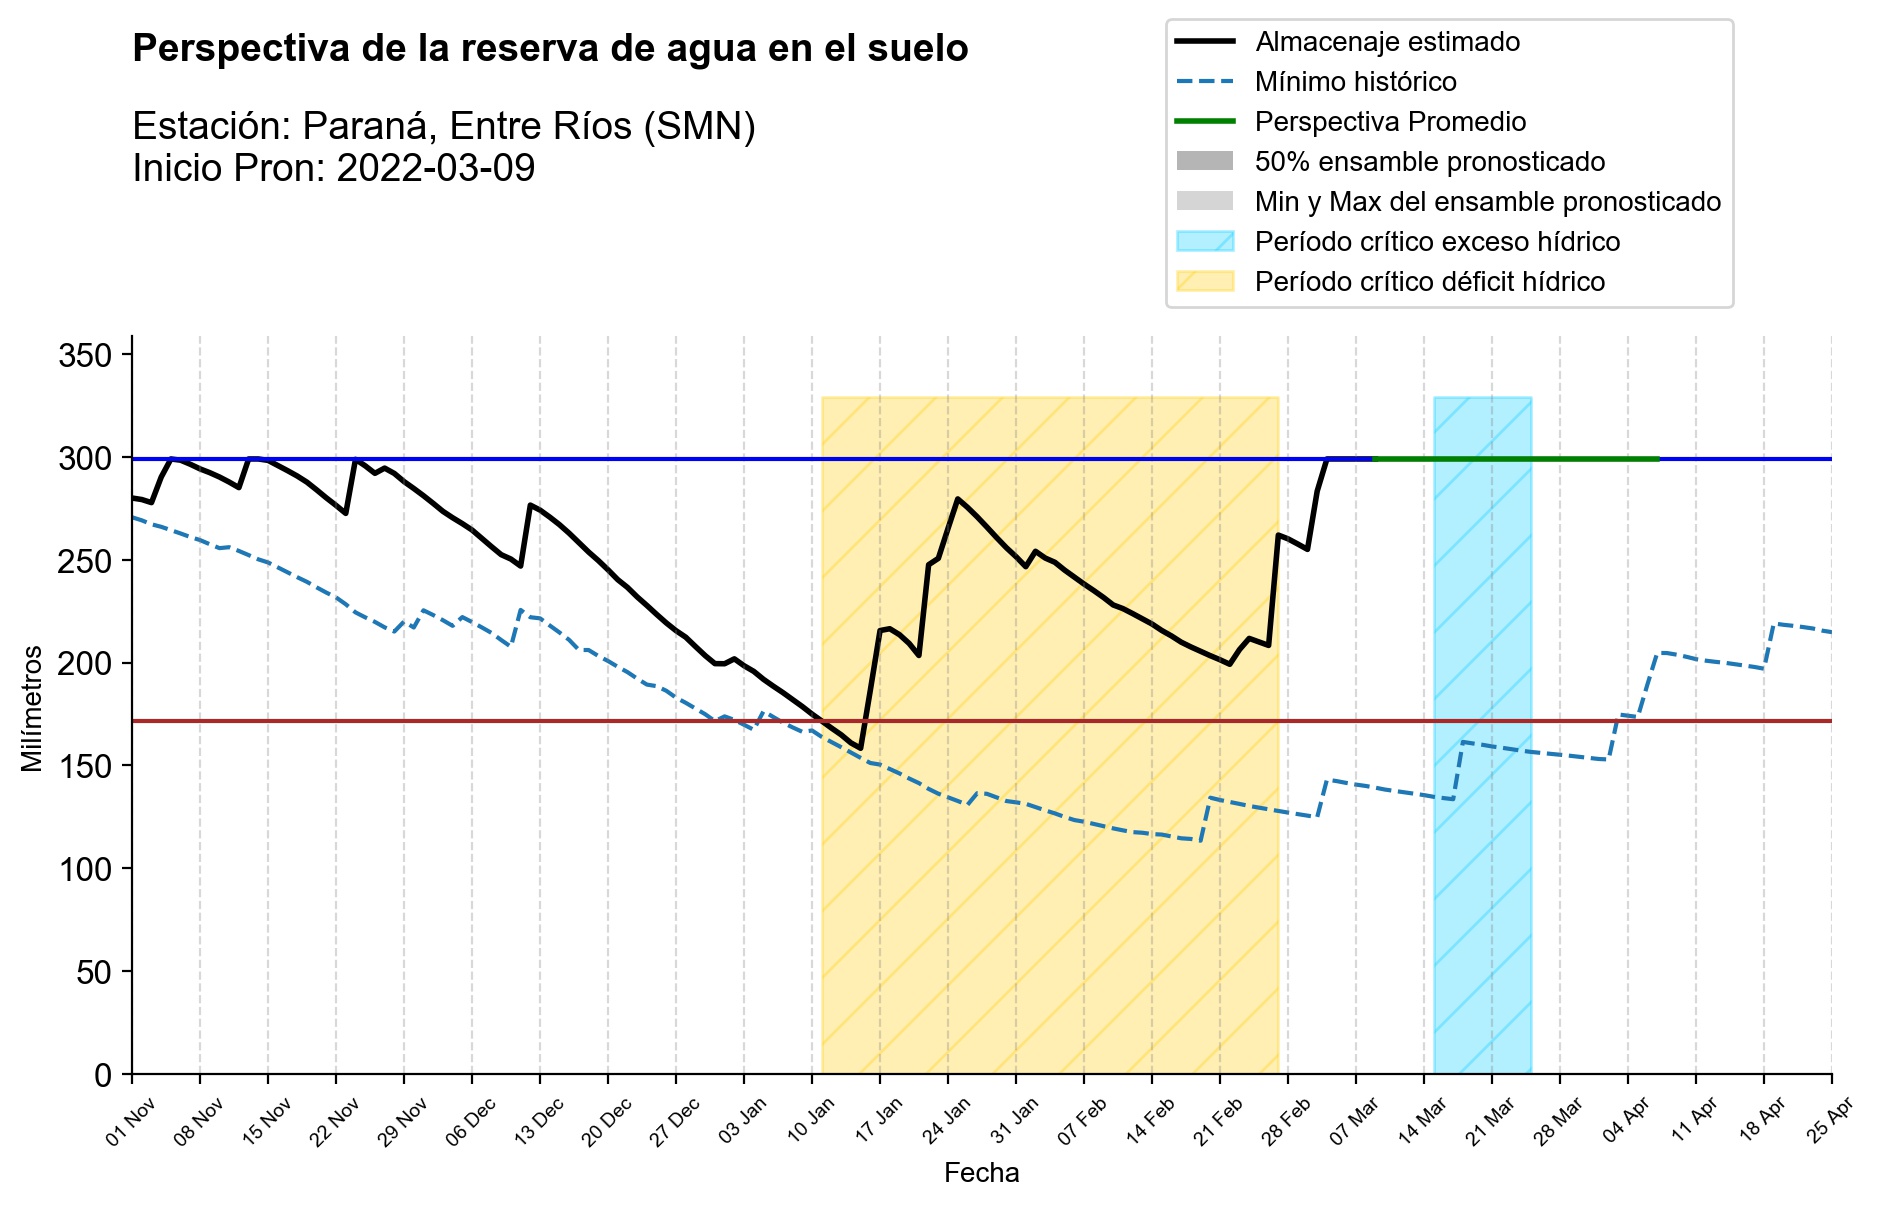 Perspectiva de la reserva de agua en el suelo
Estación: Paraná, Entre Ríos (SMN)
Inicio Pron: 2022-03-09
Almacenaje estimado
Mínimo histórico
Perspectiva Promedio
50% ensamble pronosticado
Min y Max del ensamble pronosticado
Período crítico exceso hídrico
Período crítico déficit hídrico
350
300
250
200
150
100
50
0
Milímetros
01 Nov
08 Nov
15 Nov
22 Nov
29 Nov
06 Dec
13 Dec
20 Dec
27 Dec
03 Jan
10 Jan
17 Jan
24 Jan
31 Jan
07 Feb
14 Feb
21 Feb
28 Feb
07 Mar
14 Mar
21 Mar
28 Mar
04 Apr
11 Apr
18 Apr
25 Apr
Fecha